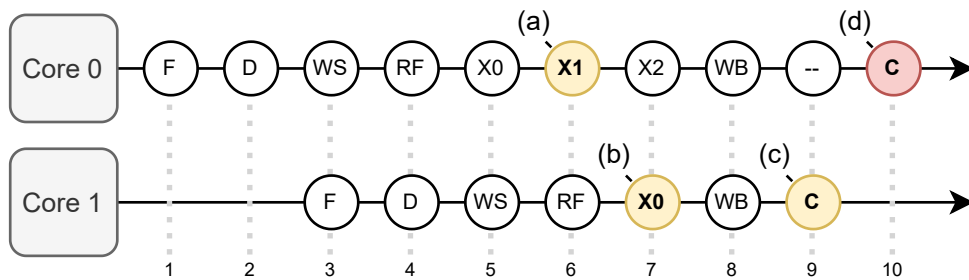 (a) (d)
Core 0 F D WS RF X0 X1 X2 WB -- C
(b) (c)
Core 1 F D WS RF X0 WB C
1 2 3 4 5 6 7 8 9 10